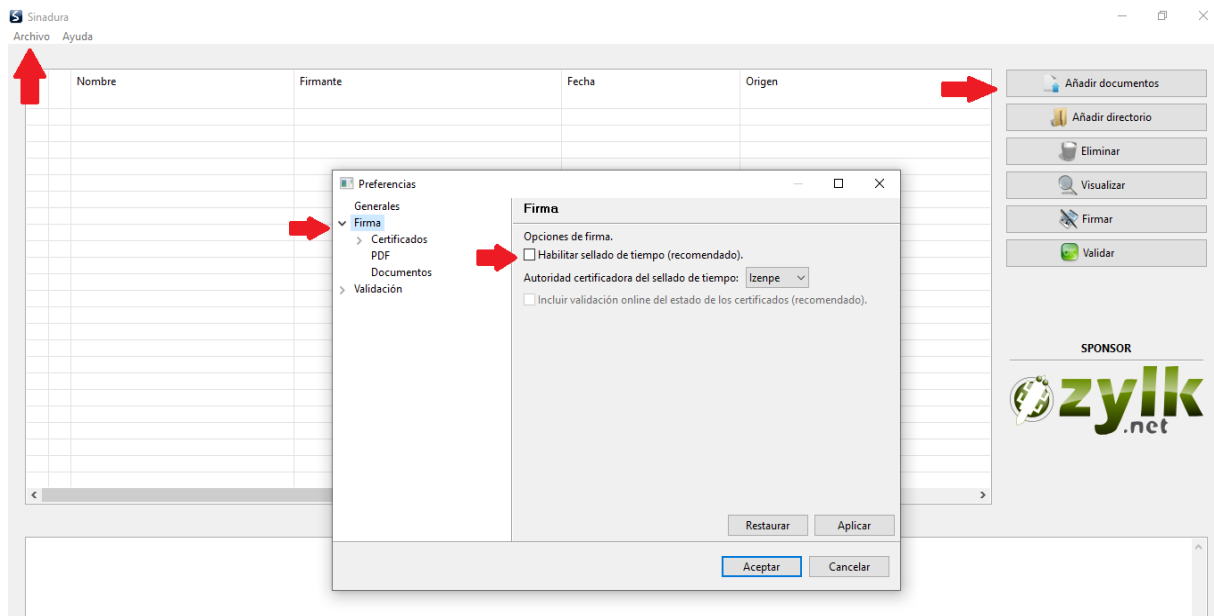 Sinadura
Archivo Ayuda
Nombre Firmante Fecha Origen
Añadir documentos
Añadir directorio
Eliminar
Visualizar
Firmar
Validar
Preferencias
Generales
Firma
Certificados
PDF
Documentos
Validación
Firma
Opciones de firma.
Habilitar sellado de tiempo (recomendado).
Autoridad certificadora del sellado de tiempo: Izenpe
Incluir validación online del estado de los certificados (recomendado).
Restaurar Aplicar
Aceptar Cancelar
SPONSOR
zylk
.net